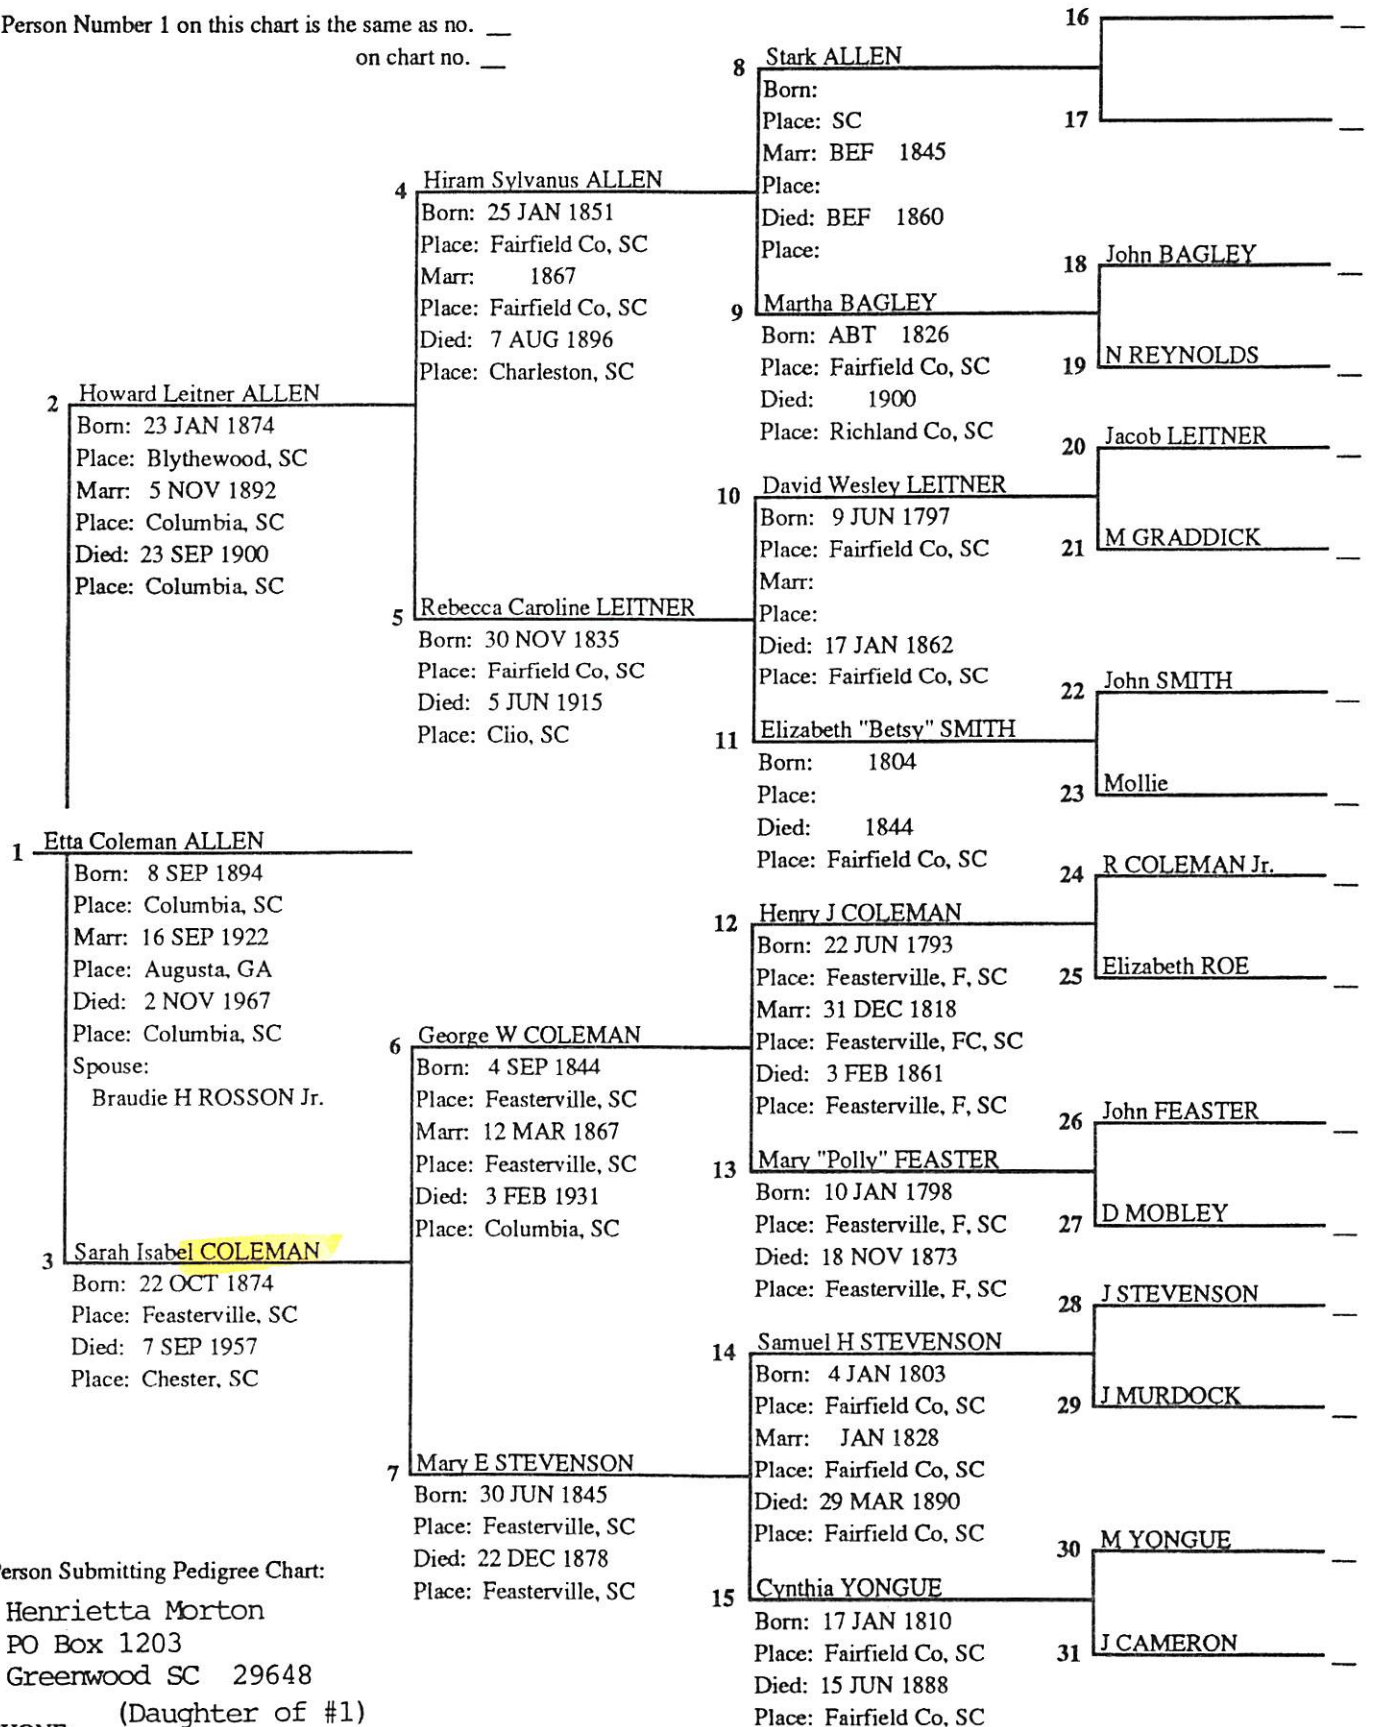 Person Number 1 on this chart is the same as no. __
on chart no. __
16
17
8 Stark ALLEN
Born:
Place: SC
Marr: BEF 1845
Place:
Died: BEF 1860
Place:
4 Hiram Sylvanus ALLEN
Born: 25 JAN 1851
Place: Fairfield Co, SC
Marr: 1867
Place: Fairfield Co, SC
Died: 7 AUG 1896
Place: Charleston, SC
18 John BAGLEY
9 Martha BAGLEY
Born: ABT 1826
Place: Fairfield Co, SC
Died: 1900
Place: Richland Co, SC
19 N REYNOLDS
2 Howard Leitner ALLEN
Born: 23 JAN 1874
Place: Blythewood, SC
Marr: 5 NOV 1892
Place: Columbia, SC
Died: 23 SEP 1900
Place: Columbia, SC
20 Jacob LEITNER
10 David Wesley LEITNER
Born: 9 JUN 1797
Place: Fairfield Co, SC
Marr:
Place:
Died: 17 JAN 1862
Place: Fairfield Co, SC
21 M GRADDICK
5 Rebecca Caroline LEITNER
Born: 30 NOV 1835
Place: Fairfield Co, SC
Died: 5 JUN 1915
Place: Clio, SC
22 John SMITH
11 Elizabeth "Betsy" SMITH
Born: 1804
Place:
Died: 1844
Place: Fairfield Co, SC
23 Mollie
1 Etta Coleman ALLEN
Born: 8 SEP 1894
Place: Columbia, SC
Marr: 16 SEP 1922
Place: Augusta, GA
Died: 2 NOV 1967
Place: Columbia, SC
Spouse:
Braudie H ROSSON Jr.
24 R COLEMAN Jr.
12 Henry J COLEMAN
Born: 22 JUN 1793
Place: Feasterville, F, SC
Marr: 31 DEC 1818
Place: Feasterville, FC, SC
Died: 3 FEB 1861
Place: Feasterville, F, SC
25 Elizabeth ROE
6 George W COLEMAN
Born: 4 SEP 1844
Place: Feasterville, SC
Marr: 12 MAR 1867
Place: Feasterville, SC
Died: 3 FEB 1931
Place: Columbia, SC
26 John FEASTER
13 Mary "Polly" FEASTER
Born: 10 JAN 1798
Place: Feasterville, F, SC
Died: 18 NOV 1873
Place: Feasterville, F, SC
27 D MOBLEY
3 Sarah Isabel COLEMAN
Born: 22 OCT 1874
Place: Feasterville, SC
Died: 7 SEP 1957
Place: Chester, SC
28 J STEVENSON
14 Samuel H STEVENSON
Born: 4 JAN 1803
Place: Fairfield Co, SC
Marr: JAN 1828
Place: Fairfield Co, SC
Died: 29 MAR 1890
Place: Fairfield Co, SC
29 J MURDOCK
7 Mary E STEVENSON
Born: 30 JUN 1845
Place: Feasterville, SC
Died: 22 DEC 1878
Place: Feasterville, SC
30 M YONGUE
15 Cynthia YONGUE
Born: 17 JAN 1810
Place: Fairfield Co, SC
Died: 15 JUN 1888
Place: Fairfield Co, SC
31 J CAMERON
Person Submitting Pedigree Chart:
Henrietta Morton
PO Box 1203
Greenwood SC 29648
(Daughter of #1)